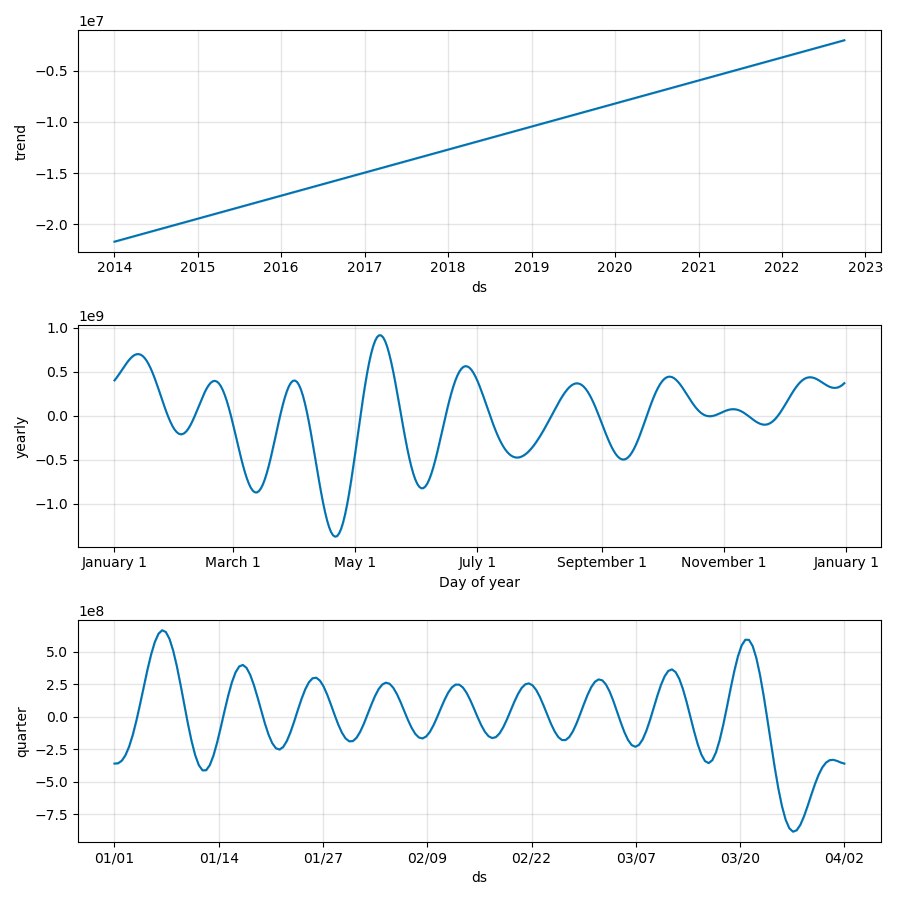 1e7
−0.5
−1.0
−1.5
−2.0
trend
2014 2015 2016 2017 2018 2019 2020 2021 2022 2023
ds
1e9
1.0
0.5
0.0
−0.5
−1.0
yearly
January 1 March 1 May 1 July 1 September 1 November 1 January 1
Day of year
1e8
5.0
2.5
0.0
−2.5
−5.0
−7.5
quarter
01/01 01/14 01/27 02/09 02/22 03/07 03/20 04/02
ds